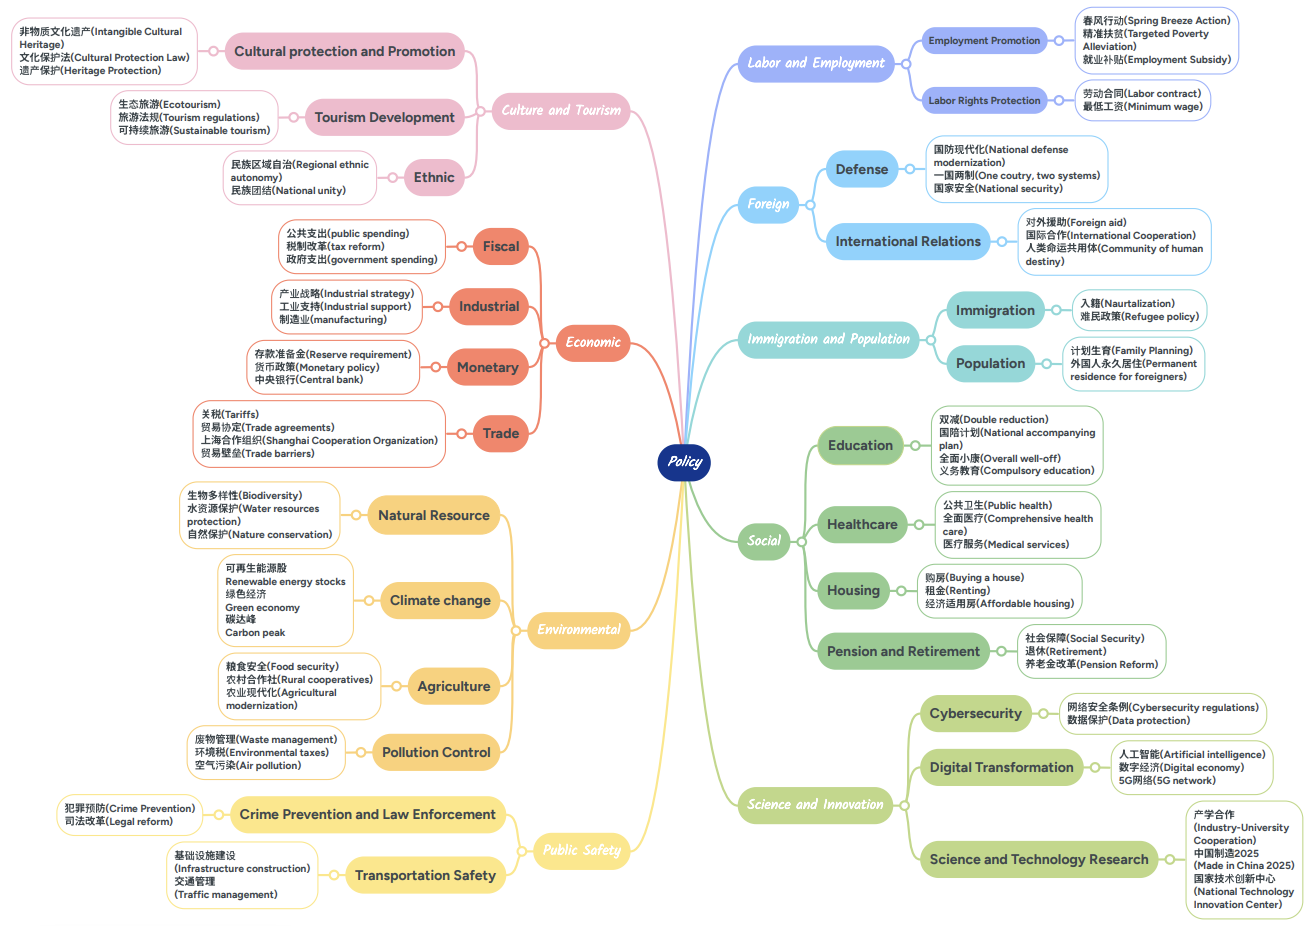 Policy
Culture and Tourism
Cultural protection and Promotion
非物质文化遗产(Intangible Cultural
Heritage)
文化保护法(Cultural Protection Law)
遗产保护(Heritage Protection)
Tourism Development
生态旅游(Ecotourism)
旅游法规(Tourism regulations)
可持续旅游(Sustainable tourism)
Ethnic
民族区域自治(Regional ethnic
autonomy)
民族团结(National unity)
Economic
Fiscal
公共支出(public spending)
税制改革(tax reform)
政府支出(government spending)
Industrial
产业战略(Industrial strategy)
工业支持(Industrial support)
制造业(manufacturing)
Monetary
存款准备金(Reserve requirement)
货币政策(Monetary policy)
中央银行(Central bank)
Trade
关税(Tariffs)
贸易协定(Trade agreements)
上海合作组织(Shanghai Cooperation Organization)
贸易壁垒(Trade barriers)
Environmental
Natural Resource
生物多样性(Biodiversity)
水资源保护(Water resources
protection)
自然保护(Nature conservation)
Climate change
可再生能源股
Renewable energy stocks
绿色经济
Green economy
碳达峰
Carbon peak
Agriculture
粮食安全(Food security)
农村合作社(Rural cooperatives)
农业现代化(Agricultural
modernization)
Pollution Control
废物管理(Waste management)
环境税(Environmental taxes)
空气污染(Air pollution)
Public Safety
Crime Prevention and Law Enforcement
犯罪预防(Crime Prevention)
司法改革(Legal reform)
Transportation Safety
基础设施建设
(Infrastructure construction)
交通管理
(Traffic management)
Labor and Employment
Employment Promotion
春风行动(Spring Breeze Action)
精准扶贫(Targeted Poverty
Alleviation)
就业补贴(Employment Subsidy)
Labor Rights Protection
劳动合同(Labor contract)
最低工资(Minimum wage)
Foreign
Defense
国防现代化(National defense
modernization)
一国两制(One coutry, two systems)
国家安全(National security)
International Relations
对外援助(Foreign aid)
国际合作(International Cooperation)
人类命运共用体(Community of human
destiny)
Immigration and Population
Immigration
入籍(Naurtalization)
难民政策(Refugee policy)
Population
计划生育(Family Planning)
外国人永久居住(Permanent
residence for foreigners)
Social
Education
双减(Double reduction)
国陪计划(National accompanying
plan)
全面小康(Overall well-off)
义务教育(Compulsory education)
Healthcare
公共卫生(Public health)
全面医疗(Comprehensive health
care)
医疗服务(Medical services)
Housing
购房(Buying a house)
租金(Renting)
经济适用房(Affordable housing)
Pension and Retirement
社会保障(Social Security)
退休(Retirement)
养老金改革(Pension Reform)
Science and Innovation
Cybersecurity
网络安全条例(Cybersecurity regulations)
数据保护(Data protection)
Digital Transformation
人工智能(Artificial intelligence)
数字经济(Digital economy)
5G网络(5G network)
Science and Technology Research
产学合作
(Industry-University
Cooperation)
中国制造2025
(Made in China 2025)
国家技术创新中心
(National Technology
Innovation Center)